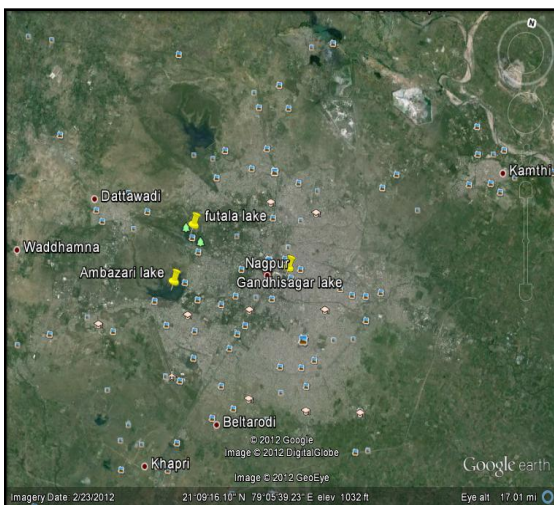 N
Kamthi
Dattawadi
futala lake
Waddhamna
Nagpur
Ambazari lake
Gandhisagar lake
Beltarodi
© 2012 Google
Image © 2012 DigitalGlobe
Khapri
Google earth
Image © 2012 GeoEye
Imagery Date: 2/23/2012 21°09'16.10" N 79°05'39.23" E elev 1032 ft Eye alt 17.01 mi